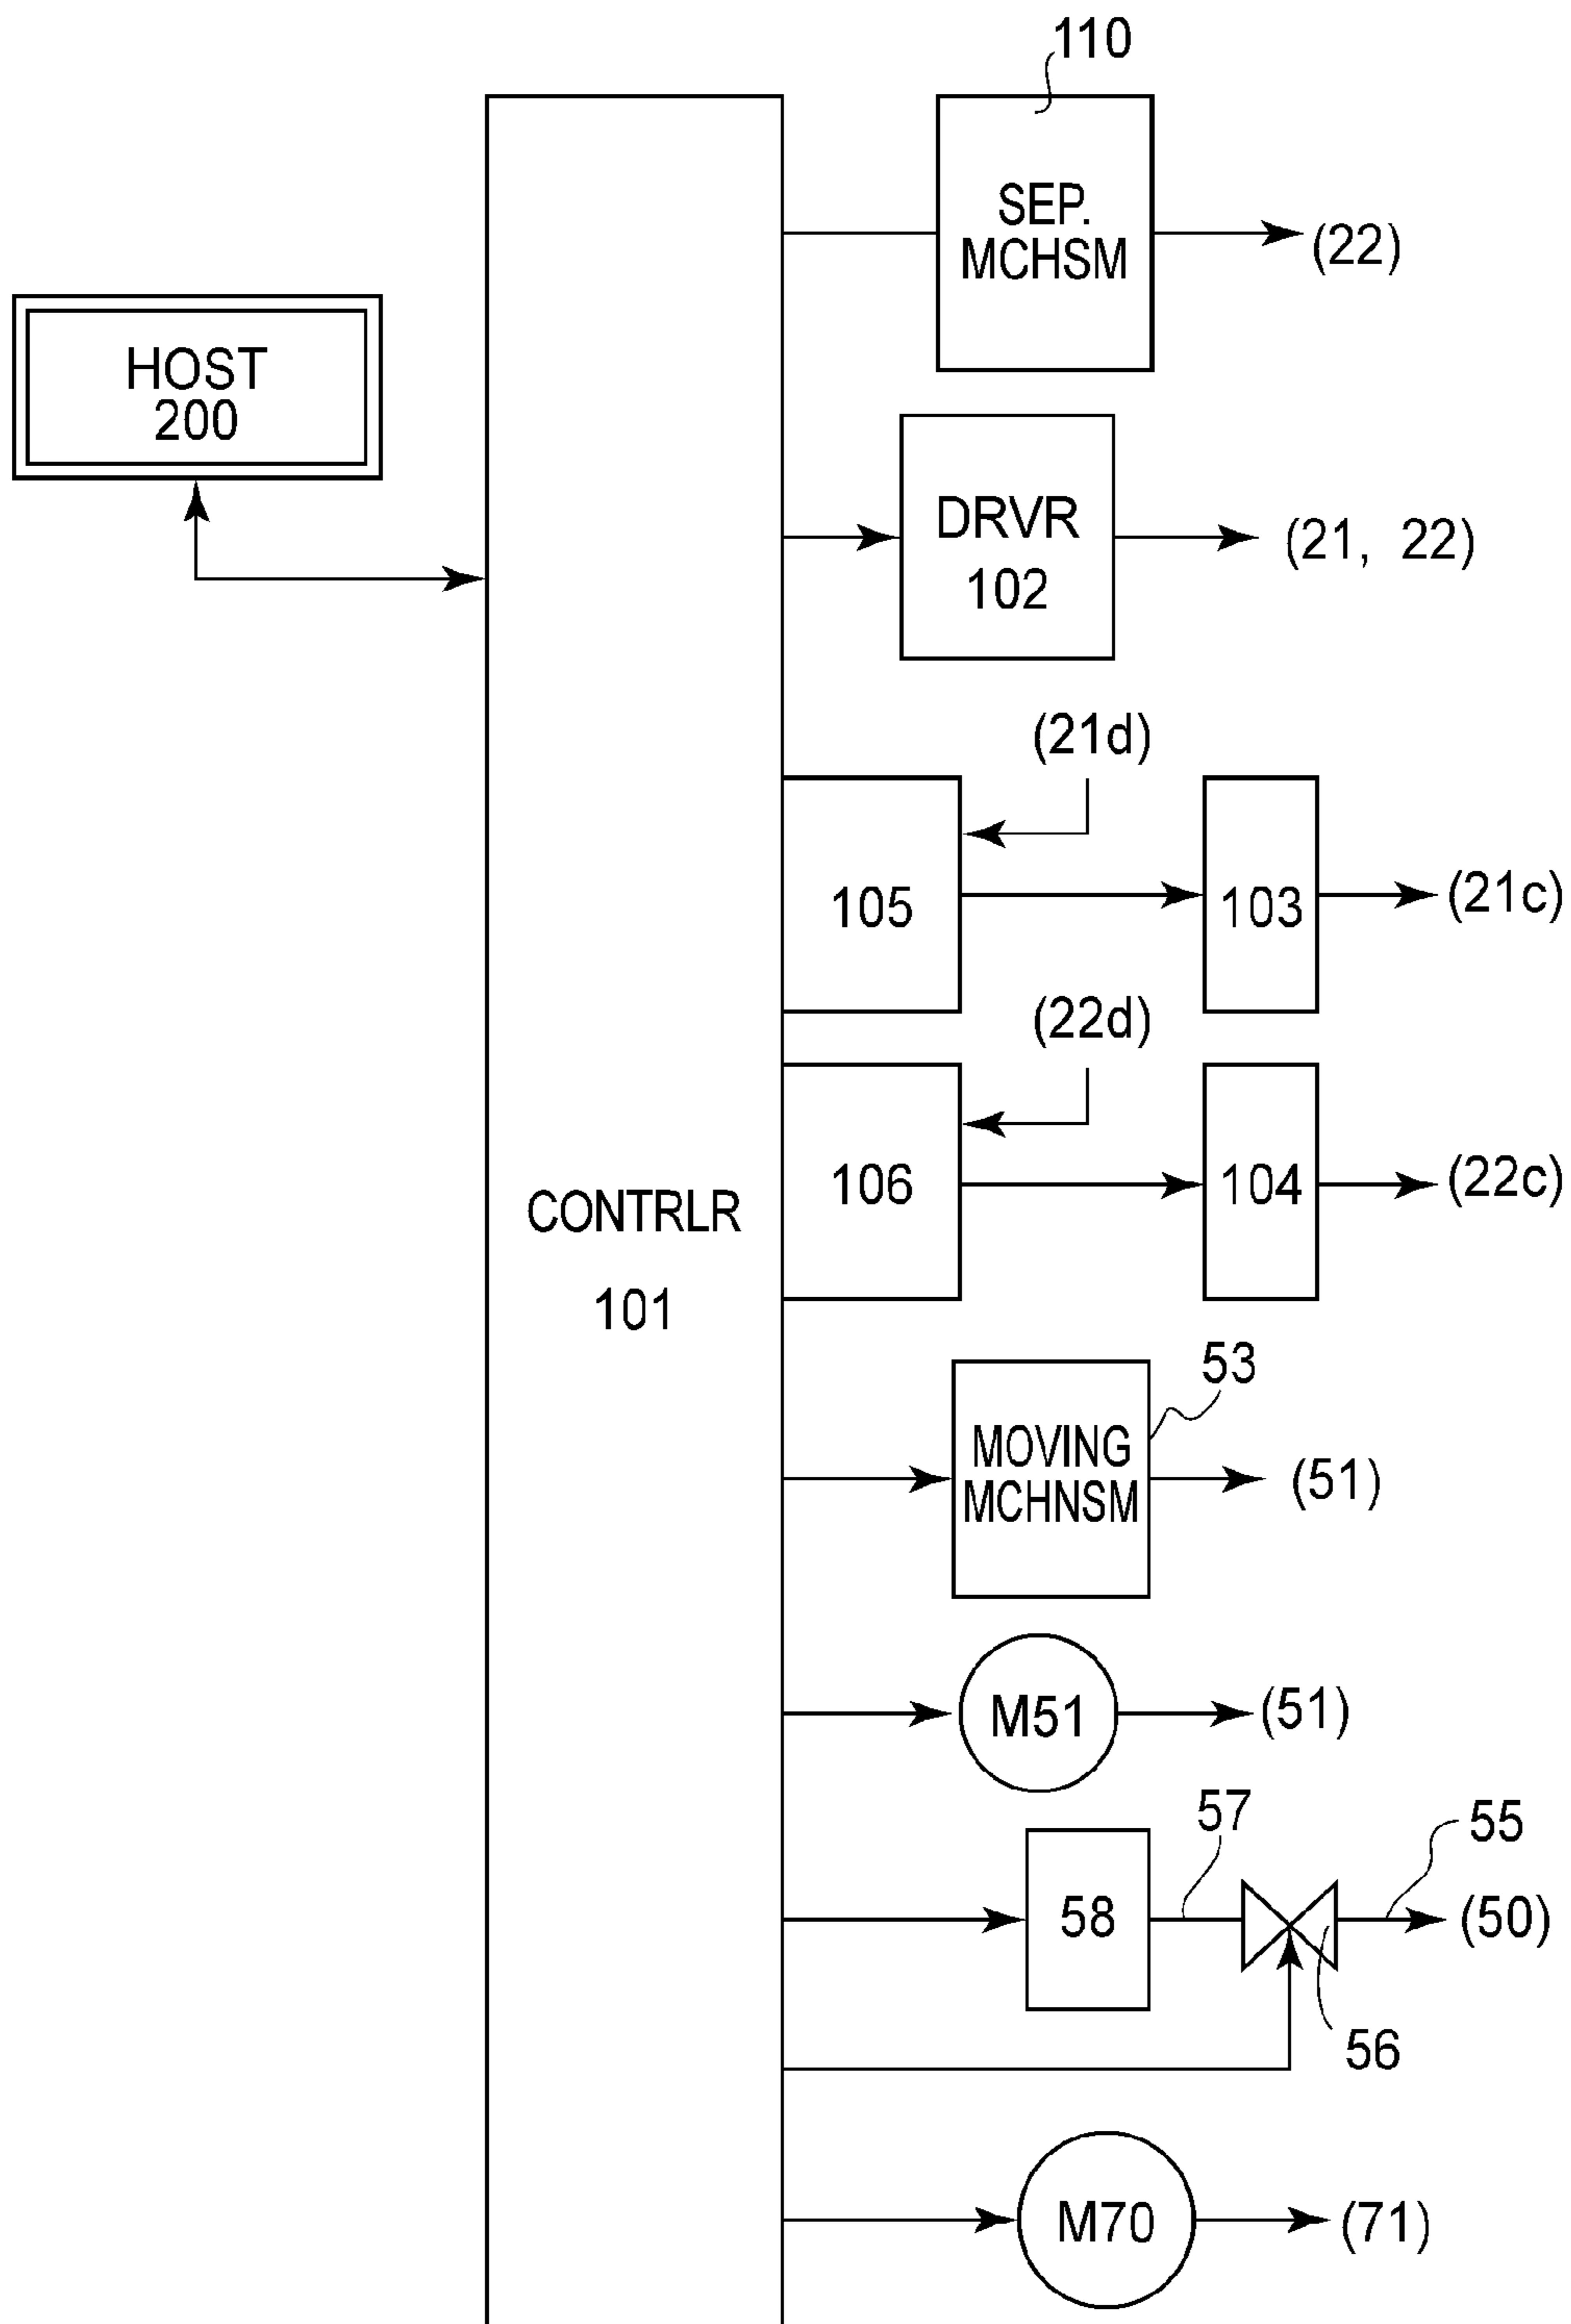 110
SEP.
MCHSM
(22)
HOST
200
DRVR
102
(21, 22)
(21d)
105
103
(21c)
(22d)
106
104
(22c)
CONTRLR
101
53
MOVING
MCHNSM
(51)
M51
(51)
57
55
58
(50)
56
M70
(71)